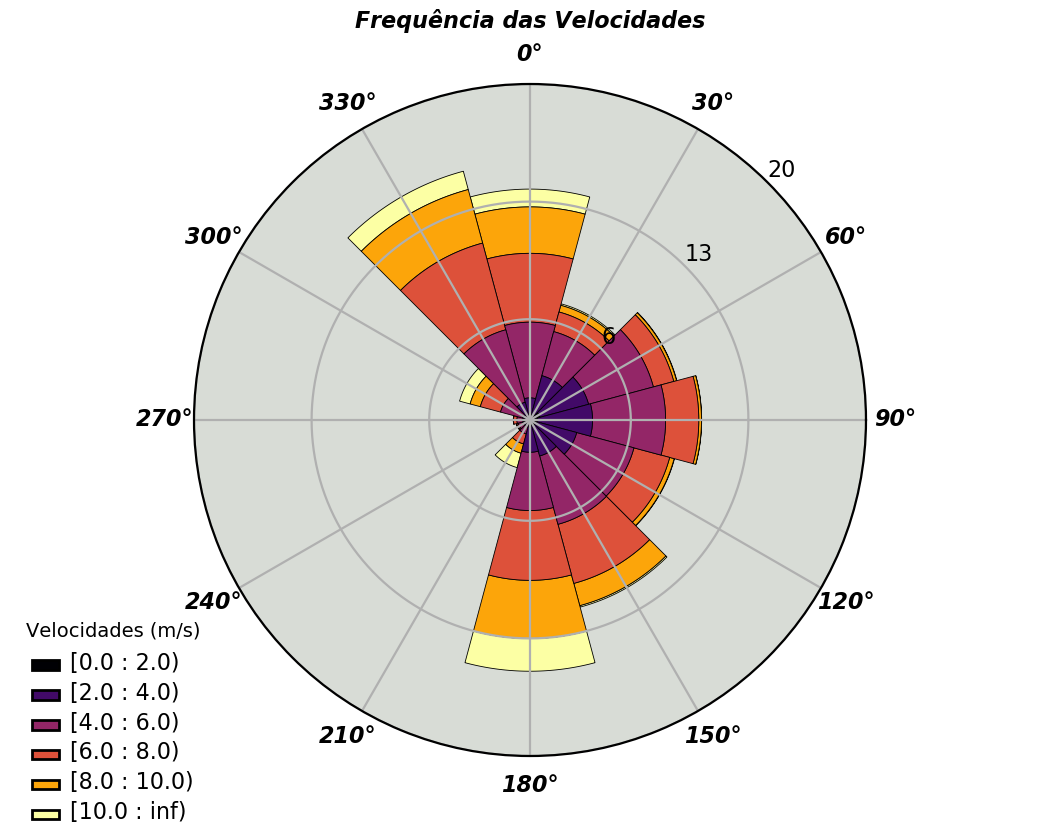 Frequência das Velocidades
0°
330°
30°
20
300°
60°
13
6
270°
90°
240°
120°
210°
150°
180°
Velocidades (m/s)
[0.0 : 2.0)
[2.0 : 4.0)
[4.0 : 6.0)
[6.0 : 8.0)
[8.0 : 10.0)
[10.0 : inf)